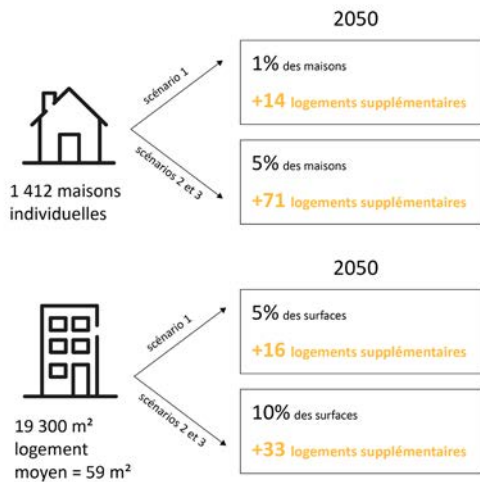 2050
scénario 1
1% des maisons
+14 logements supplémentaires
scénarios 2 et 3
5% des maisons
+71 logements supplémentaires
1 412 maisons
individuelles
2050
scénario 1
5% des surfaces
+16 logements supplémentaires
scénarios 2 et 3
10% des surfaces
+33 logements supplémentaires
19 300 m²
logement
moyen = 59 m²